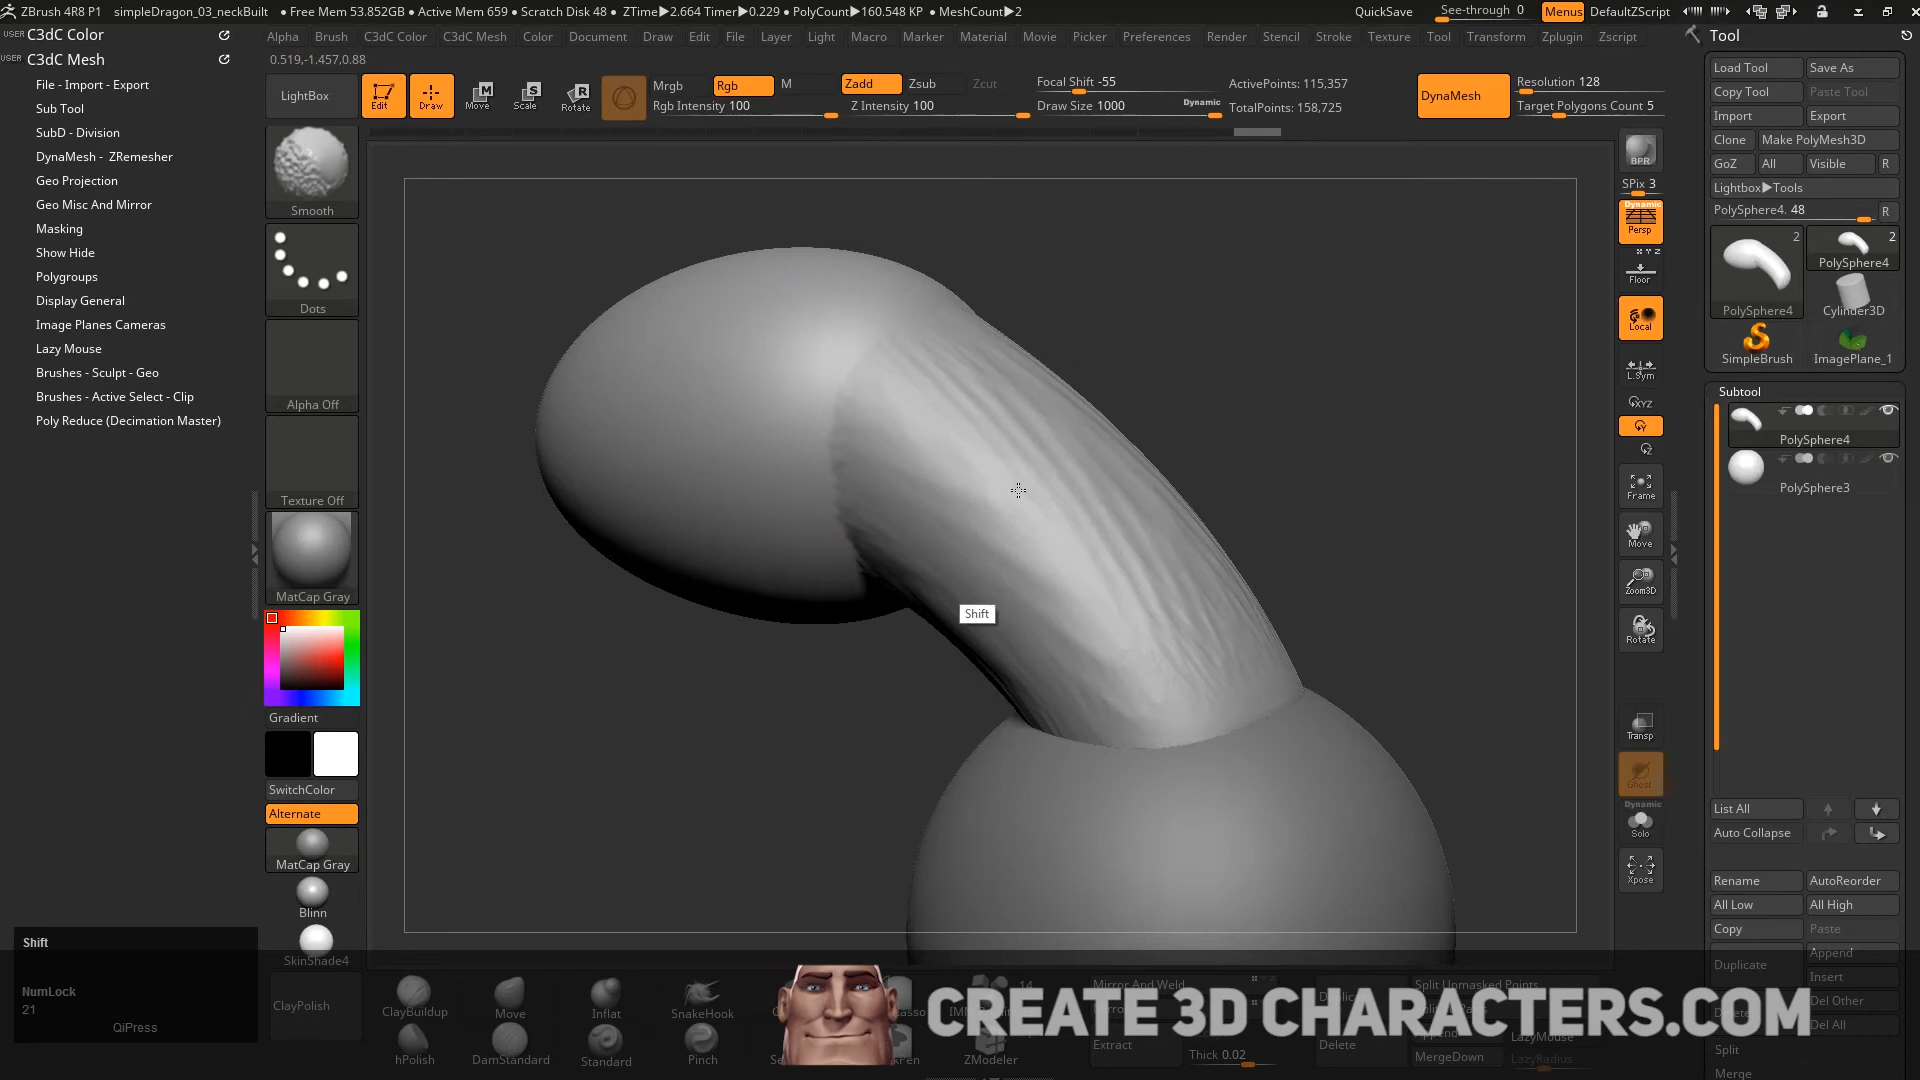 ZBrush 4R8 P1 simpleDragon_03_neckBuilt • Free Mem 53.852GB • Active Mem 659 • Scratch Disk 48 • ZTime▶2.664 Timer▶0.229 • PolyCount▶160.548 KP • MeshCount▶2 QuickSave See-through 0 Menus DefaultZScript
USER C3dC Color
USER C3dC Mesh
File - Import - Export
Sub Tool
SubD - Division
DynaMesh - ZRemesher
Geo Projection
Geo Misc And Mirror
Masking
Show Hide
Polygroups
Display General
Image Planes Cameras
Lazy Mouse
Brushes - Sculpt - Geo
Brushes - Active Select - Clip
Poly Reduce (Decimation Master)
Alpha Brush C3dC Color C3dC Mesh Color Document Draw Edit File Layer Light Macro Marker Material Movie Picker Preferences Render Stencil Stroke Texture Tool Transform Zplugin Zscript
0.519,-1.457,0.88
LightBox Edit Draw Move Scale Rotate
Mrgb Rgb M Zadd Zsub Zcut
Rgb Intensity 100 Z Intensity 100
Focal Shift -55
Draw Size 1000 Dynamic
ActivePoints: 115,357
TotalPoints: 158,725
DynaMesh
Resolution 128
Target Polygons Count 5
Smooth
Dots
Alpha Off
Texture Off
MatCap Gray
Gradient
SwitchColor
Alternate
MatCap Gray
Blinn
SkinShade4
Shift
BPR
SPix 3
Dynamic
Persp
X Y Z
Floor
Local
L.Sym
XYZ
Y
Z
Frame
Move
Zoom3D
Rotate
Transp
Ghost
Dynamic
Solo
Xpose
Tool
Load Tool Save As
Copy Tool Paste Tool
Import Export
Clone Make PolyMesh3D
GoZ All Visible R
Lightbox▶Tools
PolySphere4. 48 R
2 2
PolySphere4
PolySphere4 Cylinder3D
SimpleBrush ImagePlane_1
Subtool
PolySphere4
PolySphere3
List All
Auto Collapse
Rename AutoReorder
All Low All High
Copy Paste
Append
Duplicate
Insert
Del Other
Del All
Split
Merge
Shift
NumLock
21
QiPress
ClayPolish
ClayBuildup Move Inflat SnakeHook
hPolish DamStandard Standard Pinch
ZModeler
14
Mirror And Weld
Extract
Thick 0.02
Delete
Split Unmasked Points
MergeDown
LazyMouse
LazyRadius
CREATE 3D CHARACTERS.COM